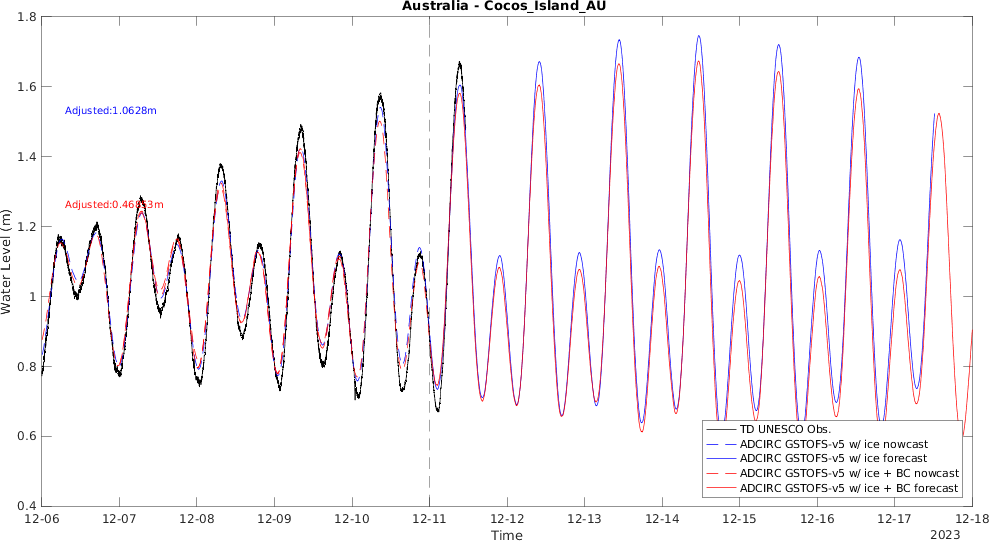 Australia - Cocos_Island_AU
1.8
1.6
1.4
1.2
1
0.8
0.6
0.4
Water Level (m)
Adjusted:1.0628m
TD UNESCO Obs.
ADCIRC GSTOFS-v5 w/ ice nowcast
ADCIRC GSTOFS-v5 w/ ice forecast
ADCIRC GSTOFS-v5 w/ ice + BC nowcast
ADCIRC GSTOFS-v5 w/ ice + BC forecast
12-06 12-07 12-08 12-09 12-10 12-11 12-12 12-13 12-14 12-15 12-16 12-17 12-18
Time
2023